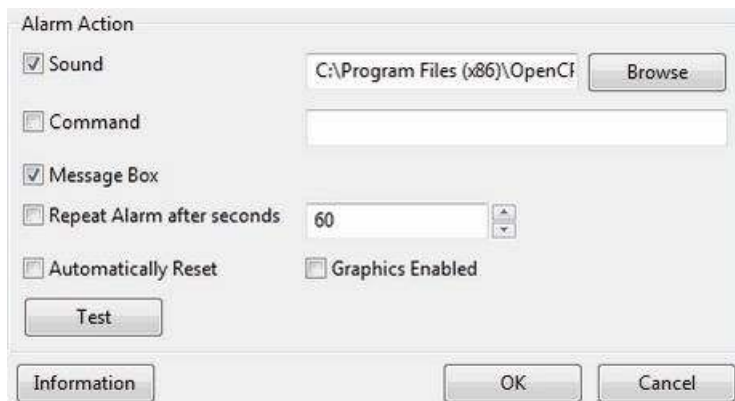 Alarm Action
Sound
C:\Program Files (x86)\OpenCF
Browse
Command
Message Box
Repeat Alarm after seconds
60
Automatically Reset
Graphics Enabled
Test
Information
OK
Cancel